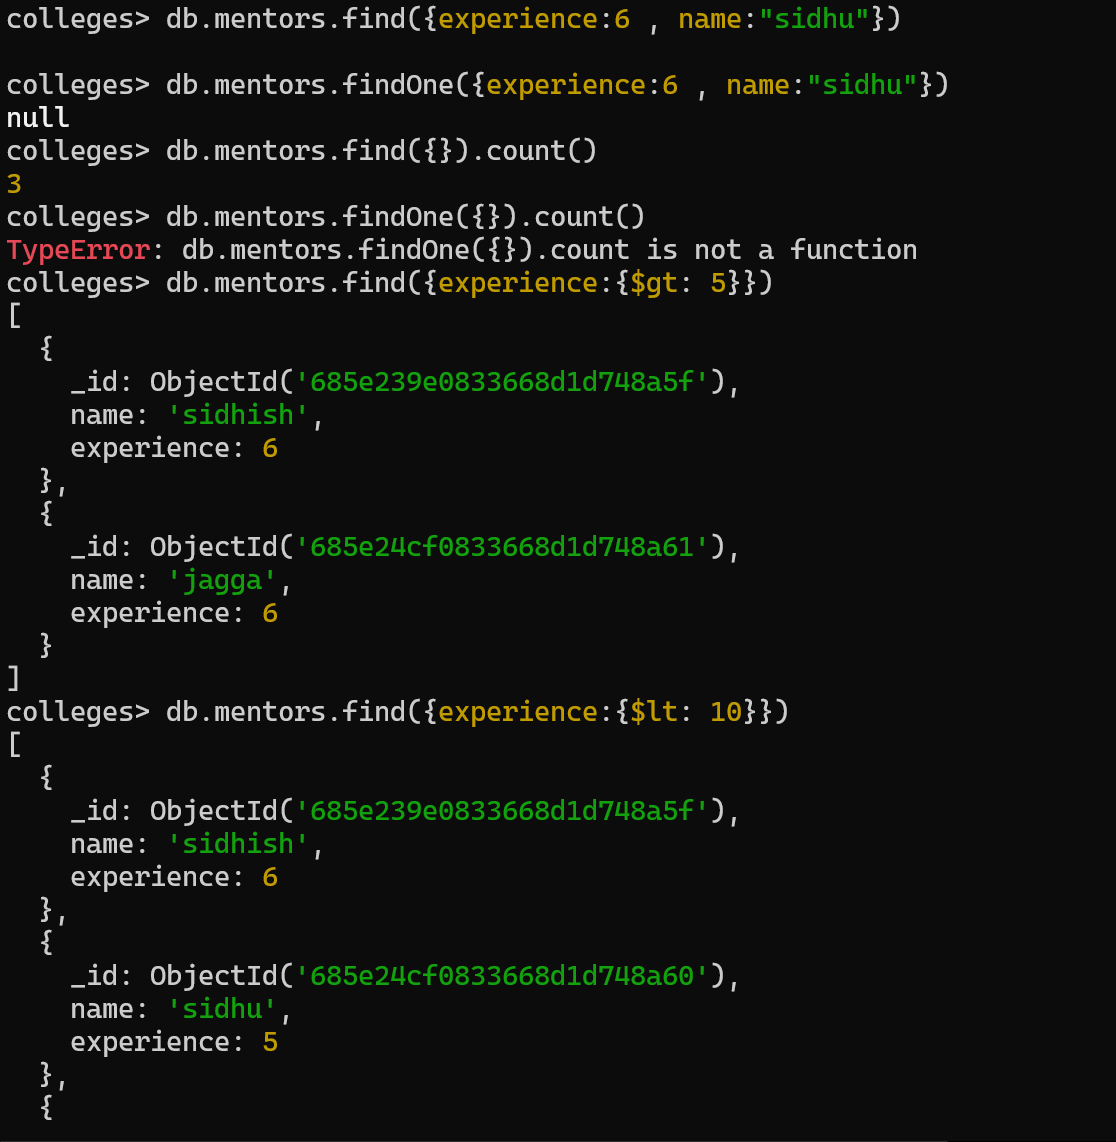 colleges> db.mentors.find({experience:6 , name:"sidhu"})
colleges> db.mentors.findOne({experience:6 , name:"sidhu"})
null
colleges> db.mentors.find({}).count()
3
colleges> db.mentors.findOne({}).count()
TypeError: db.mentors.findOne({}).count is not a function
colleges> db.mentors.find({experience:{$gt: 5}})
[
  {
    _id: ObjectId('685e239e0833668d1d748a5f'),
    name: 'sidhish',
    experience: 6
  },
  {
    _id: ObjectId('685e24cf0833668d1d748a61'),
    name: 'jagga',
    experience: 6
  }
]
colleges> db.mentors.find({experience:{$lt: 10}})
[
  {
    _id: ObjectId('685e239e0833668d1d748a5f'),
    name: 'sidhish',
    experience: 6
  },
  {
    _id: ObjectId('685e24cf0833668d1d748a60'),
    name: 'sidhu',
    experience: 5
  },
  {